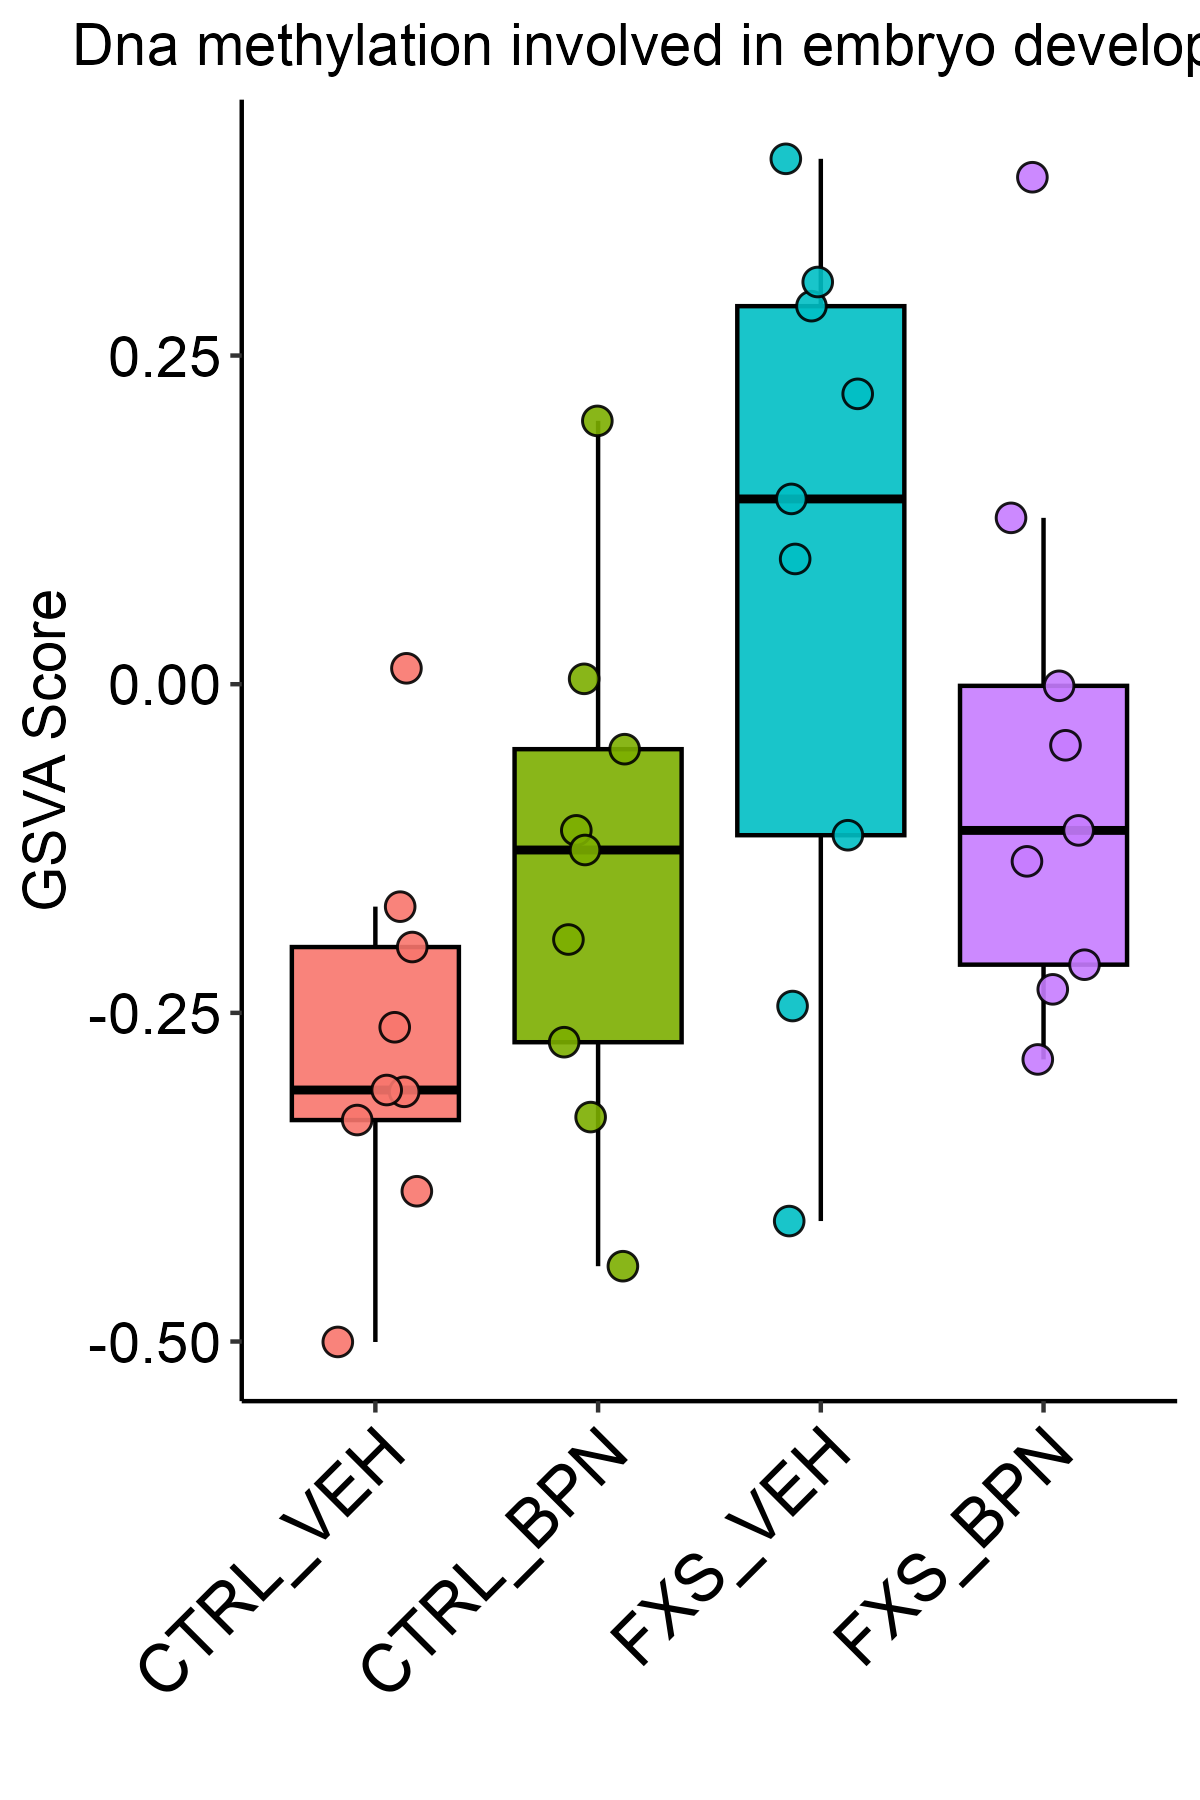 Dna methylation involved in embryo develop
GSVA Score
0.25
0.00
-0.25
-0.50
CTRL_VEH
CTRL_BPN
FXS_VEH
FXS_BPN